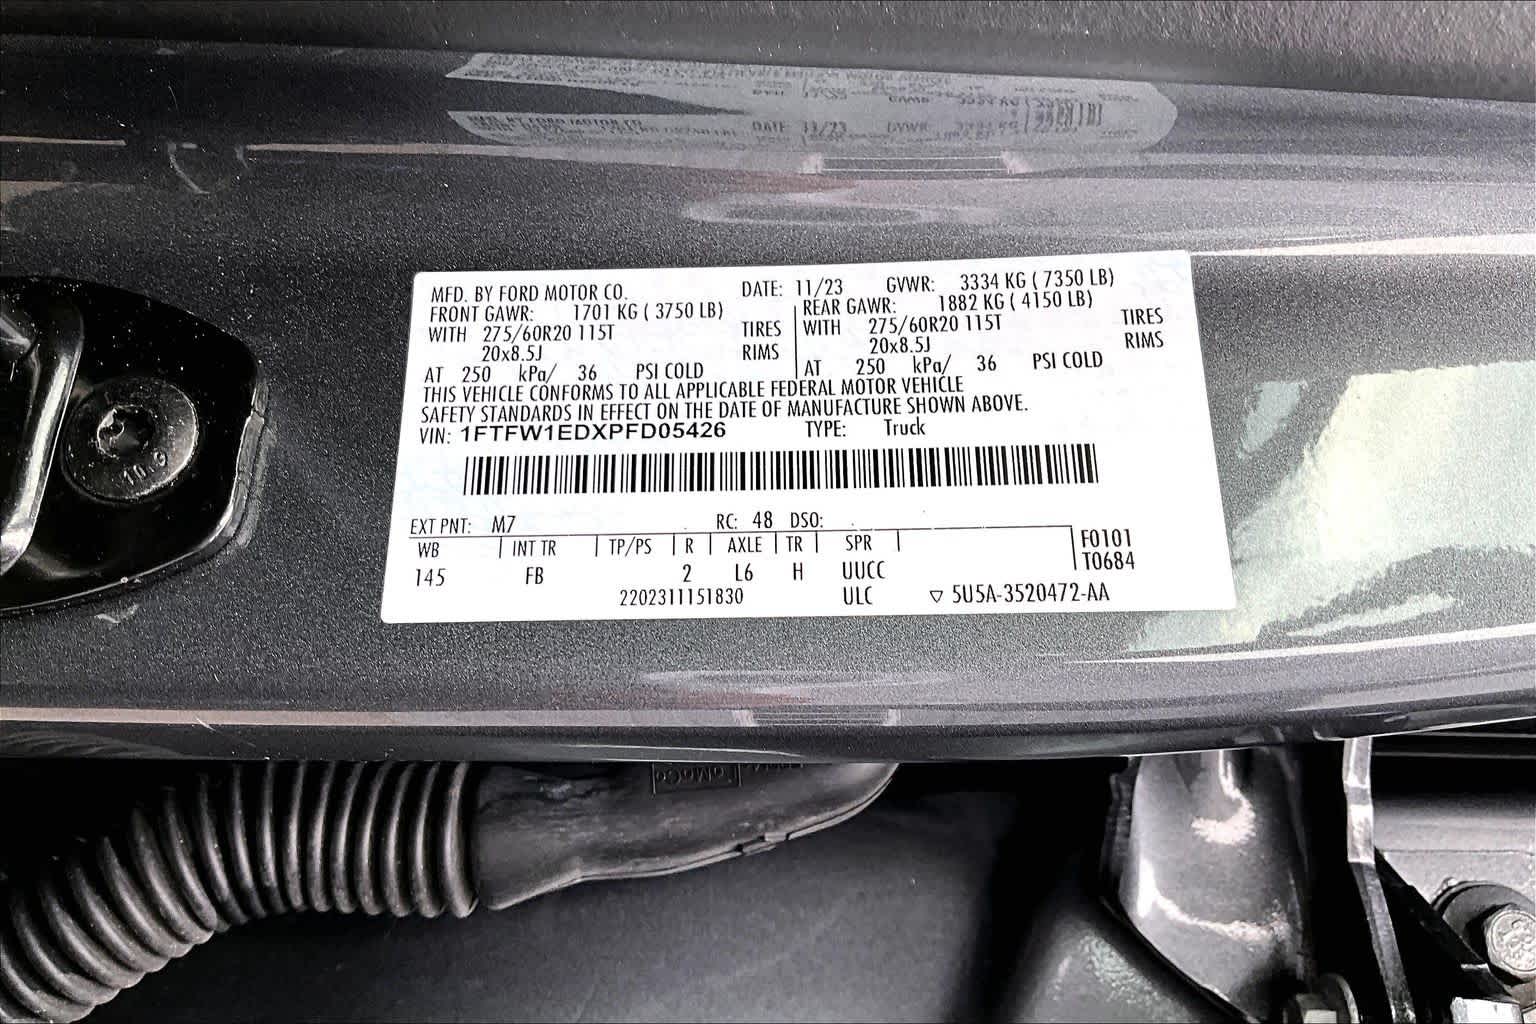 MFD. BY FORD MOTOR CO. DATE: 11/23 GVWR: 3334 KG ( 7350 LB)
FRONT GAWR: 1701 KG ( 3750 LB) REAR GAWR: 1882 KG ( 4150 LB)
WITH 275/60R20 115T TIRES WITH 275/60R20 115T TIRES
20x8.5J RIMS 20x8.5J RIMS
AT 250 kPa/ 36 PSI COLD AT 250 kPa/ 36 PSI COLD
THIS VEHICLE CONFORMS TO ALL APPLICABLE FEDERAL MOTOR VEHICLE
SAFETY STANDARDS IN EFFECT ON THE DATE OF MANUFACTURE SHOWN ABOVE.
VIN: 1FTFW1EDXPFD05426 TYPE: Truck
EXT PNT: M7 RC: 48 DSO:
WB INT TR TP/PS R AXLE TR SPR F0101
145 FB 2 L6 H UUCC T0684
2202311151830 ULC ▽ 5U5A-3520472-AA
10.9